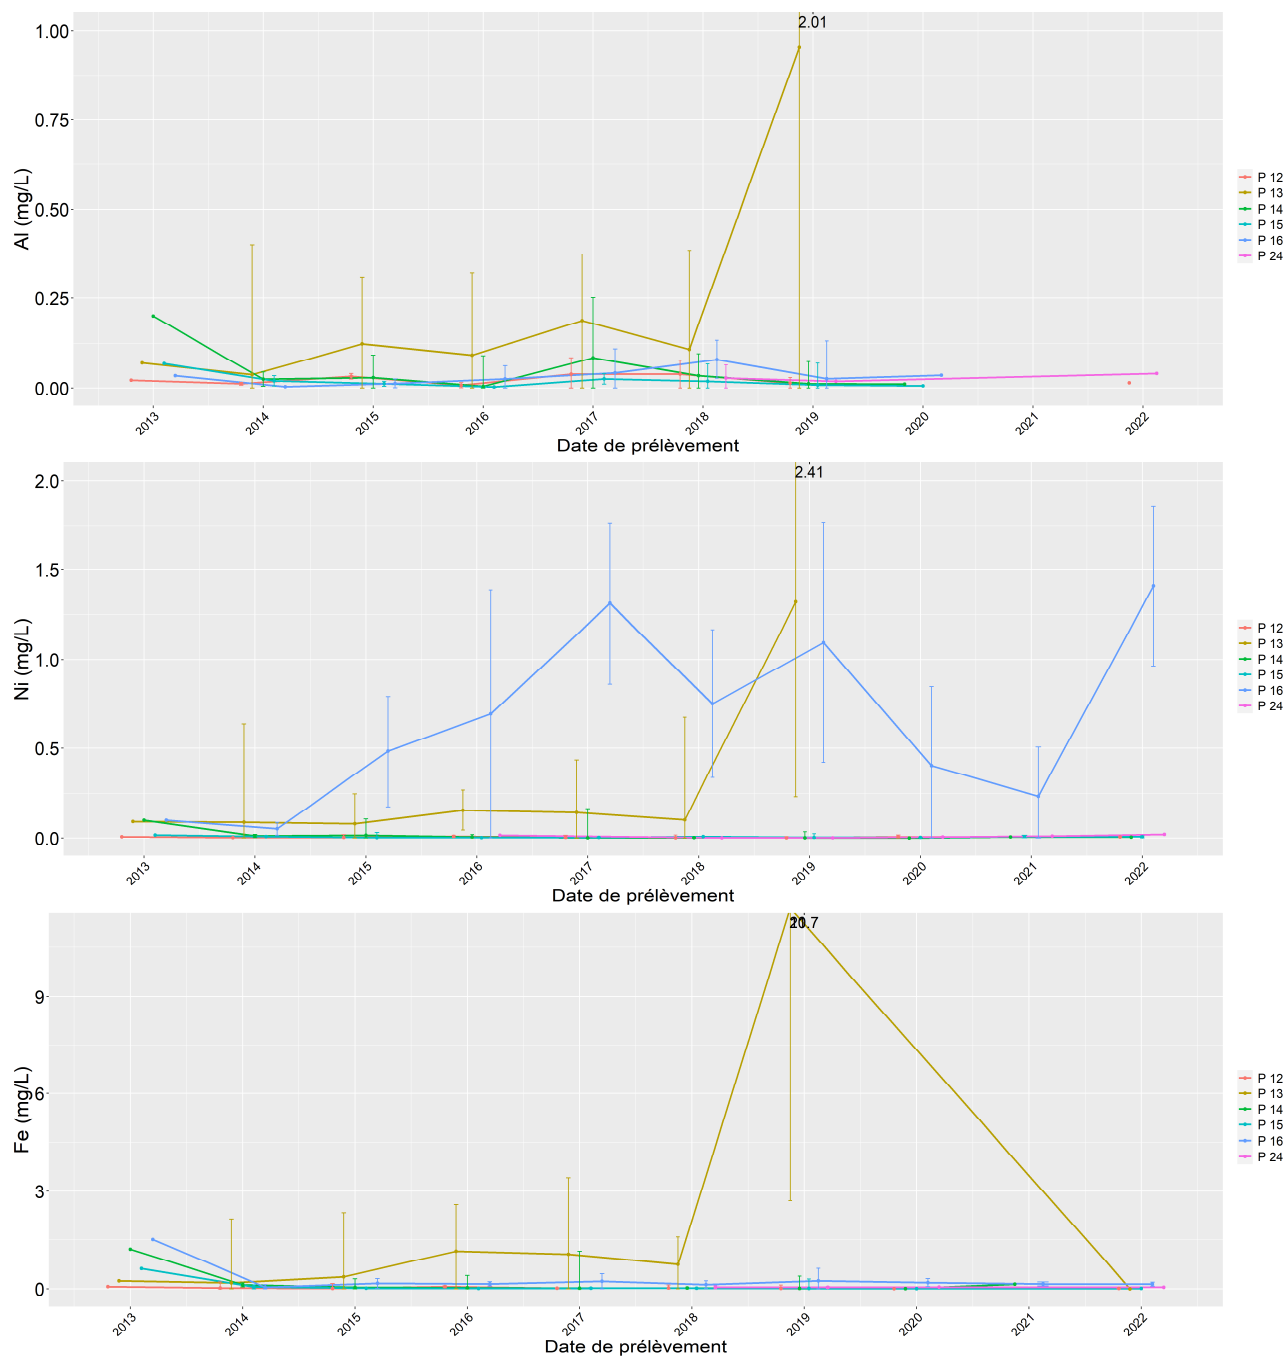 2.01
1.00
0.75
0.50
0.25
0.00
Al (mg/L)
2013 2014 2015 2016 2017 2018 2019 2020 2021 2022
Date de prélèvement
P 12
P 13
P 14
P 15
P 16
P 24
2.41
2.0
1.5
1.0
0.5
0.0
Ni (mg/L)
2013 2014 2015 2016 2017 2018 2019 2020 2021 2022
Date de prélèvement
P 12
P 13
P 14
P 15
P 16
P 24
9
6
3
0
Fe (mg/L)
2013 2014 2015 2016 2017 2018 2019 2020 2021 2022
Date de prélèvement
P 12
P 13
P 14
P 15
P 16
P 24